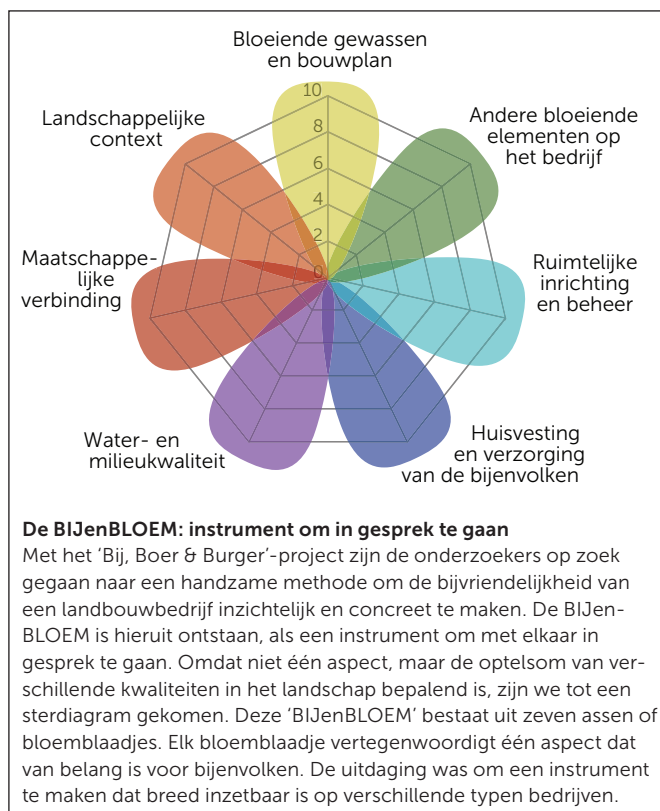 Bloeiende gewassen
en bouwplan
Landschappelijke
context
Andere bloeiende
elementen op
het bedrijf
10
8
6
4
2
0
Maatschappe-
lijke
verbinding
Ruimtelijke
inrichting
en beheer
Water- en
milieukwaliteit
Huisvesting
en verzorging
van de bijenvolken
De BIJenBLOEM: instrument om in gesprek te gaan
Met het ‘Bij, Boer & Burger’-project zijn de onderzoekers op zoek
gegaan naar een handzame methode om de bijvriendelijkheid van
een landbouwbedrijf inzichtelijk en concreet te maken. De BIJen-
BLOEM is hieruit ontstaan, als een instrument om met elkaar in
gesprek te gaan. Omdat niet één aspect, maar de optelsom van ver-
schillende kwaliteiten in het landschap bepalend is, zijn we tot een
sterdiagram gekomen. Deze ‘BIJenBLOEM’ bestaat uit zeven assen of
bloemblaadjes. Elk bloemblaadje vertegenwoordigt één aspect dat
van belang is voor bijenvolken. De uitdaging was om een instrument
te maken dat breed inzetbaar is op verschillende typen bedrijven.